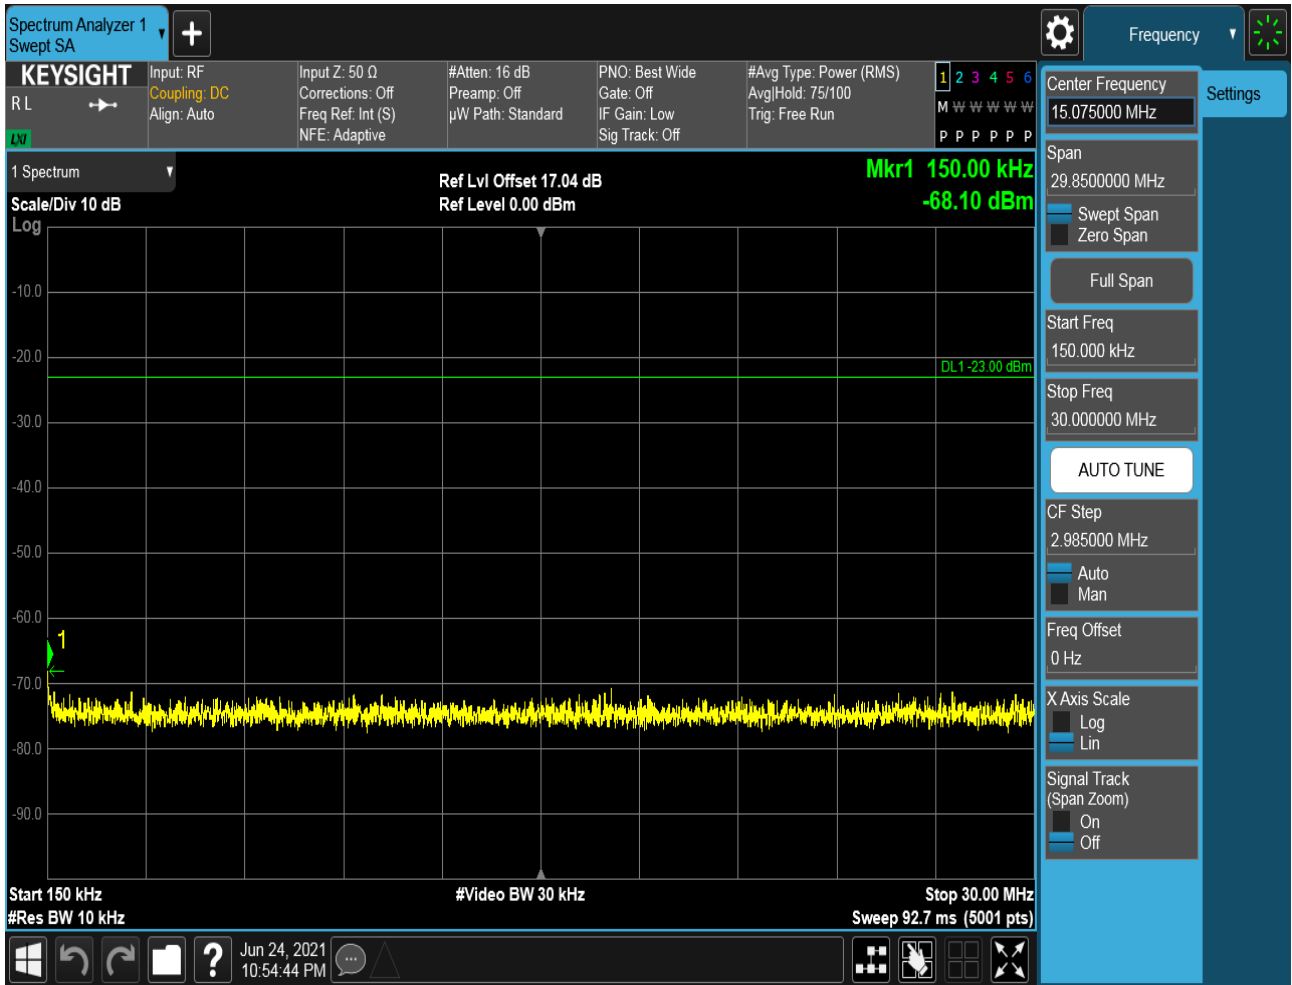 Spectrum Analyzer 1
Swept SA
Frequency
KEYSIGHT
R L
LXI
Input: RF
Coupling: DC
Align: Auto
Input Z: 50 Ω
Corrections: Off
Freq Ref: Int (S)
NFE: Adaptive
#Atten: 16 dB
Preamp: Off
µW Path: Standard
PNO: Best Wide
Gate: Off
IF Gain: Low
Sig Track: Off
#Avg Type: Power (RMS)
Avg|Hold: 75/100
Trig: Free Run
1 2 3 4 5 6
M W W W W W
P P P P P P
1 Spectrum
Scale/Div 10 dB
Log
Ref Lvl Offset 17.04 dB
Ref Level 0.00 dBm
Mkr1 150.00 kHz
-68.10 dBm
-10.0
-20.0
DL1 -23.00 dBm
-30.0
-40.0
-50.0
-60.0
1
-70.0
-80.0
-90.0
Start 150 kHz
#Video BW 30 kHz
Stop 30.00 MHz
#Res BW 10 kHz
Sweep 92.7 ms (5001 pts)
Center Frequency
15.075000 MHz
Settings
Span
29.8500000 MHz
Swept Span
Zero Span
Full Span
Start Freq
150.000 kHz
Stop Freq
30.000000 MHz
AUTO TUNE
CF Step
2.985000 MHz
Auto
Man
Freq Offset
0 Hz
X Axis Scale
Log
Lin
Signal Track
(Span Zoom)
On
Off
?
Jun 24, 2021
10:54:44 PM